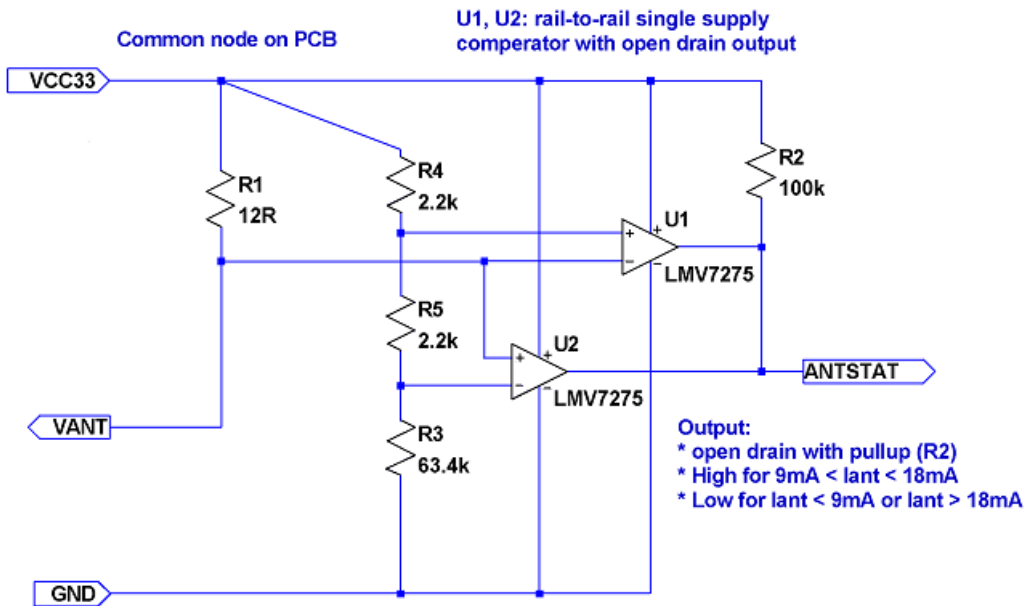 U1, U2: rail-to-rail single supply
comperator with open drain output
Common node on PCB
VCC33
R4
2.2k
R2
100k
R1
12R
U1
+
+
−
−
LMV7275
R5
2.2k
U2
+
+
−
−
LMV7275
ANTSTAT
VANT
R3
63.4k
Output:
* open drain with pullup (R2)
* High for 9mA < Iant < 18mA
* Low for Iant < 9mA or Iant > 18mA
GND